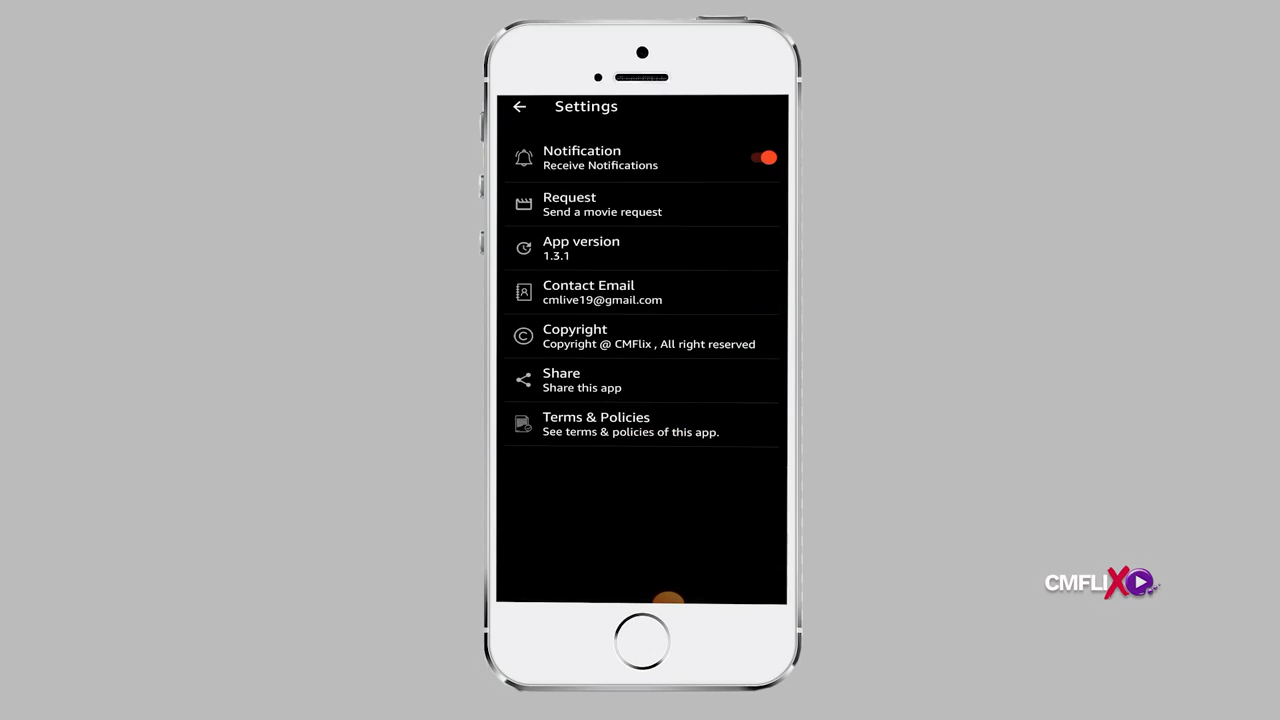 Settings
Notification
Receive Notifications
Request
Send a movie request
App version
1.3.1
Contact Email
cmlive19@gmail.com
Copyright
Copyright @ CMFlix , All right reserved
Share
Share this app
Terms & Policies
See terms & policies of this app.
CMFLIX